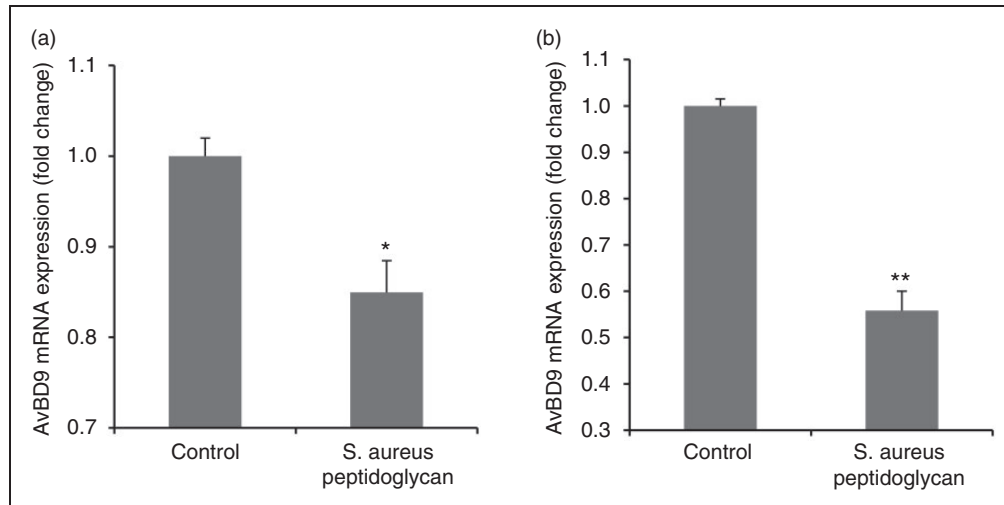 (a)
AvBD9 mRNA expression (fold change)
1.1
1.0
0.9
0.8
0.7
*
Control
S. aureus
peptidoglycan
(b)
AvBD9 mRNA expression (fold change)
1.1
1.0
0.9
0.8
0.7
0.6
0.5
0.4
0.3
**
Control
S. aureus
peptidoglycan